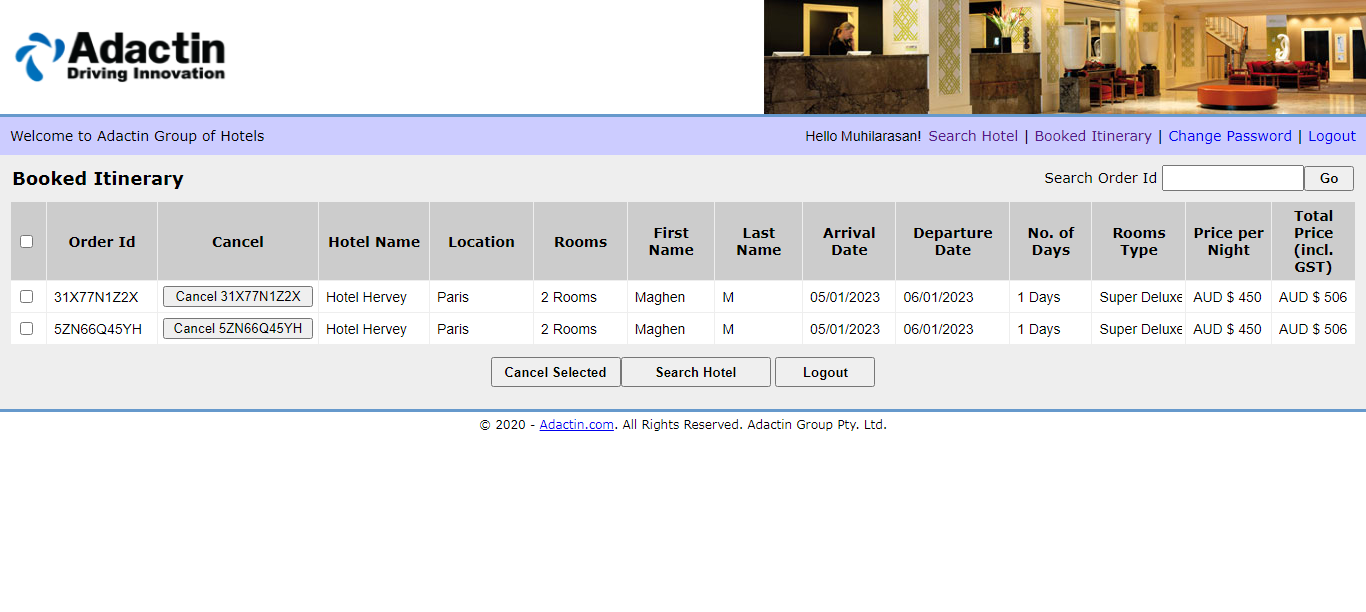 Adactin
Driving Innovation
Welcome to Adactin Group of Hotels
Hello Muhilarasan! Search Hotel | Booked Itinerary | Change Password | Logout
Booked Itinerary
Search Order Id Go
Order Id Cancel Hotel Name Location Rooms First Name Last Name Arrival Date Departure Date No. of Days Rooms Type Price per Night Total Price (incl. GST)
31X77N1Z2X Cancel 31X77N1Z2X Hotel Hervey Paris 2 Rooms Maghen M 05/01/2023 06/01/2023 1 Days Super Deluxe AUD $ 450 AUD $ 506
5ZN66Q45YH Cancel 5ZN66Q45YH Hotel Hervey Paris 2 Rooms Maghen M 05/01/2023 06/01/2023 1 Days Super Deluxe AUD $ 450 AUD $ 506
Cancel Selected Search Hotel Logout
© 2020 - Adactin.com. All Rights Reserved. Adactin Group Pty. Ltd.